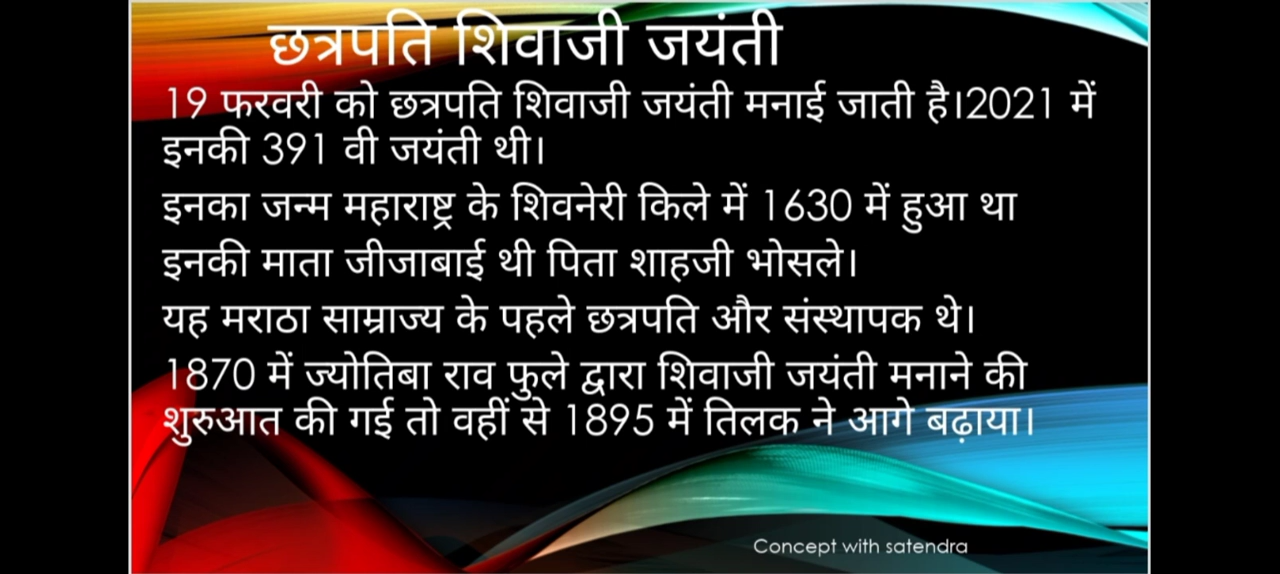 छत्रपति शिवाजी जयंती
19 फरवरी को छत्रपति शिवाजी जयंती मनाई जाती है।2021 में
इनकी 391 वी जयंती थी।
इनका जन्म महाराष्ट्र के शिवनेरी किले में 1630 में हुआ था
इनकी माता जीजाबाई थी पिता शाहजी भोसले।
यह मराठा साम्राज्य के पहले छत्रपति और संस्थापक थे।
1870 में ज्योतिबा राव फुले द्वारा शिवाजी जयंती मनाने की
शुरुआत की गई तो वहीं से 1895 में तिलक ने आगे बढ़ाया।
Concept with satendra